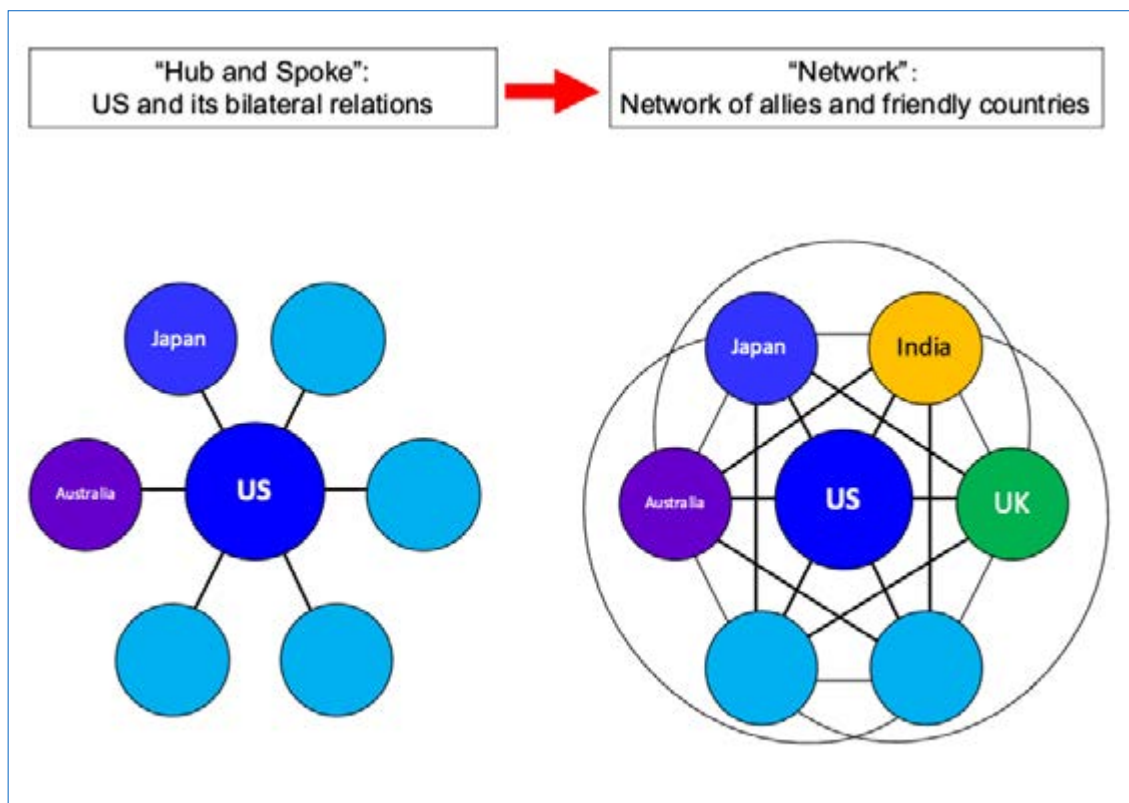 “Hub and Spoke”:
US and its bilateral relations
“Network”:
Network of allies and friendly countries
Japan
Australia
US
Japan
India
Australia
US
UK